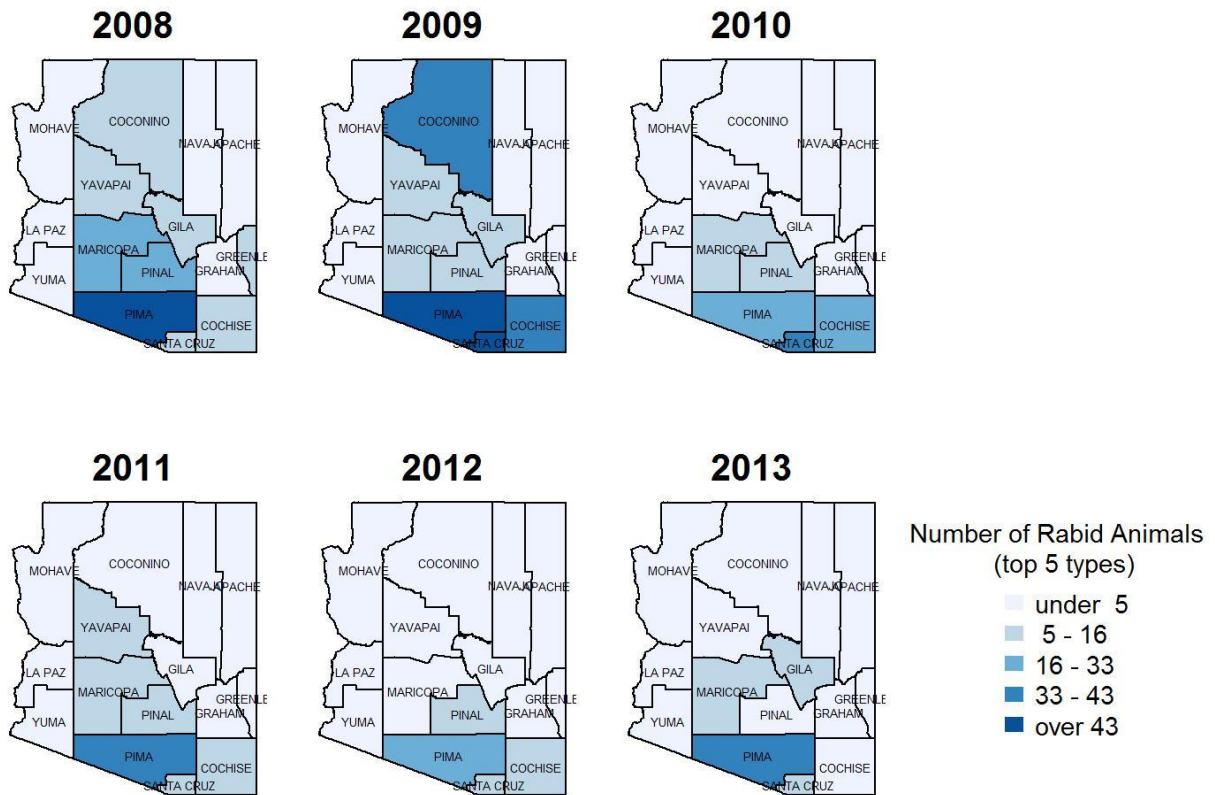 2008
MOHAVE
COCONINO
NAVAJO
APACHE
YAVAPAI
GILA
LA PAZ
MARICOPA
GREENLE
PINAL
GRAHAM
YUMA
PIMA
COCHISE
SANTA CRUZ
2009
MOHAVE
COCONINO
NAVAJO
APACHE
YAVAPAI
GILA
LA PAZ
MARICOPA
GREENLE
PINAL
GRAHAM
YUMA
PIMA
COCHISE
SANTA CRUZ
2010
MOHAVE
COCONINO
NAVAJO
APACHE
YAVAPAI
GILA
LA PAZ
MARICOPA
GREENLE
PINAL
GRAHAM
YUMA
PIMA
COCHISE
SANTA CRUZ
2011
MOHAVE
COCONINO
NAVAJO
APACHE
YAVAPAI
GILA
LA PAZ
MARICOPA
GREENLE
PINAL
GRAHAM
YUMA
PIMA
COCHISE
SANTA CRUZ
2012
MOHAVE
COCONINO
NAVAJO
APACHE
YAVAPAI
GILA
LA PAZ
MARICOPA
GREENLE
PINAL
GRAHAM
YUMA
PIMA
COCHISE
SANTA CRUZ
2013
MOHAVE
COCONINO
NAVAJO
APACHE
YAVAPAI
GILA
LA PAZ
MARICOPA
GREENLE
PINAL
GRAHAM
YUMA
PIMA
COCHISE
SANTA CRUZ
Number of Rabid Animals
(top 5 types)
under 5
5 - 16
16 - 33
33 - 43
over 43